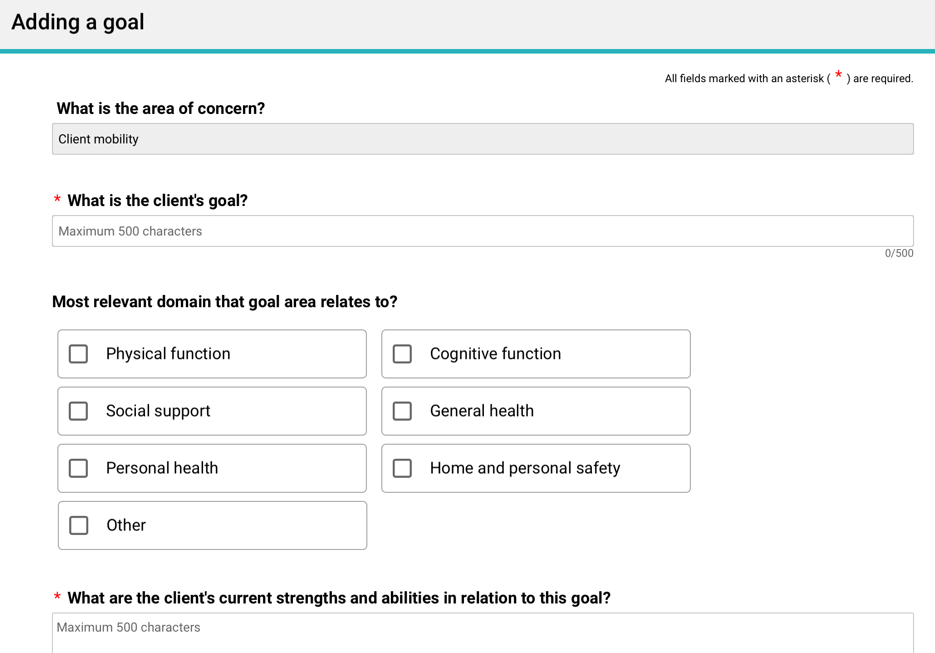 Adding a goal
All fields marked with an asterisk ( * ) are required.
What is the area of concern?
Client mobility
* What is the client's goal?
Maximum 500 characters
0/500
Most relevant domain that goal area relates to?
Physical function
Cognitive function
Social support
General health
Personal health
Home and personal safety
Other
* What are the client's current strengths and abilities in relation to this goal?
Maximum 500 characters